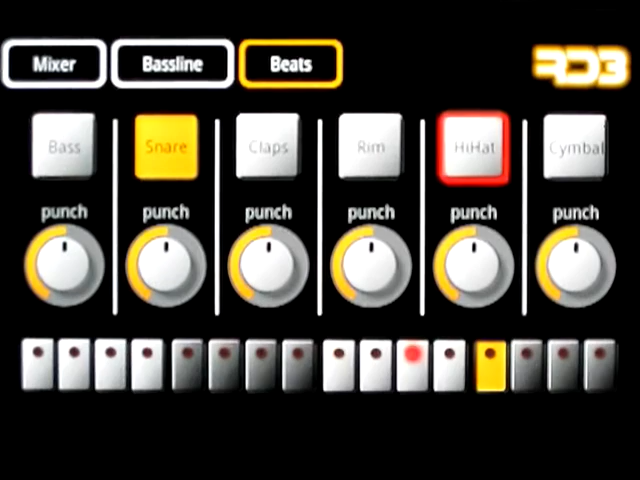 Mixer Bassline Beats RD3
Bass Snare Claps Rim HiHat Cymbal
punch punch punch punch punch punch